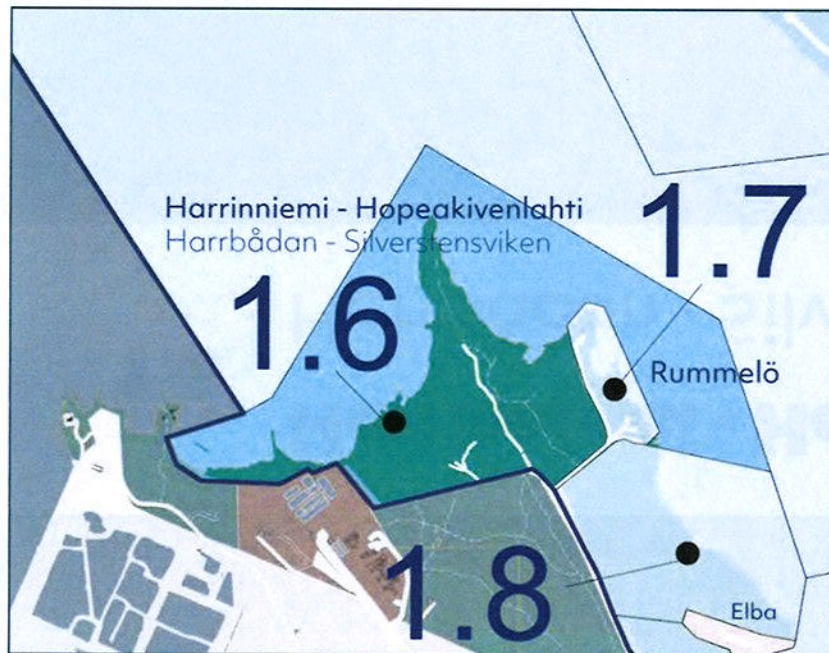 Harrinniemi - Hopeakivenlahti
Harrbådan - Silverstensviken
1.7
1.6
Rummelö
1.8
Elba